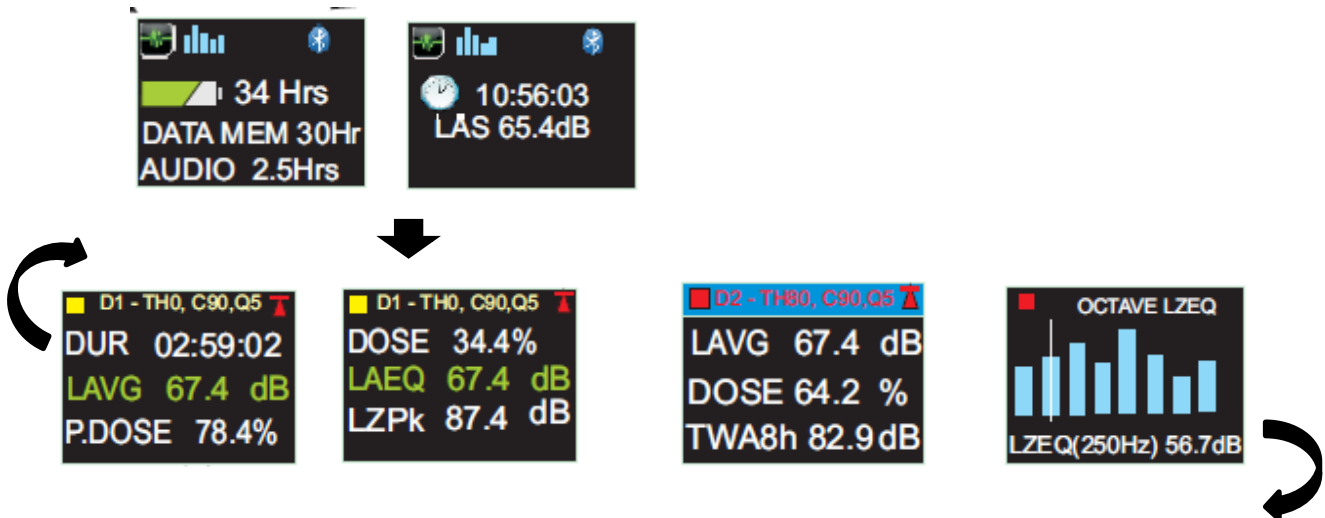 34 Hrs
DATA MEM 30Hr
AUDIO 2.5Hrs
10:56:03
LAS 65.4dB
D1 - TH0, C90,Q5
DUR 02:59:02
LAVG 67.4 dB
P.DOSE 78.4%
D1 - TH0, C90,Q5
DOSE 34.4%
LAEQ 67.4 dB
LZPk 87.4 dB
D2 - TH80, C90,Q5
LAVG 67.4 dB
DOSE 64.2 %
TWA8h 82.9 dB
OCTAVE LZEQ
LZEQ(250Hz) 56.7dB